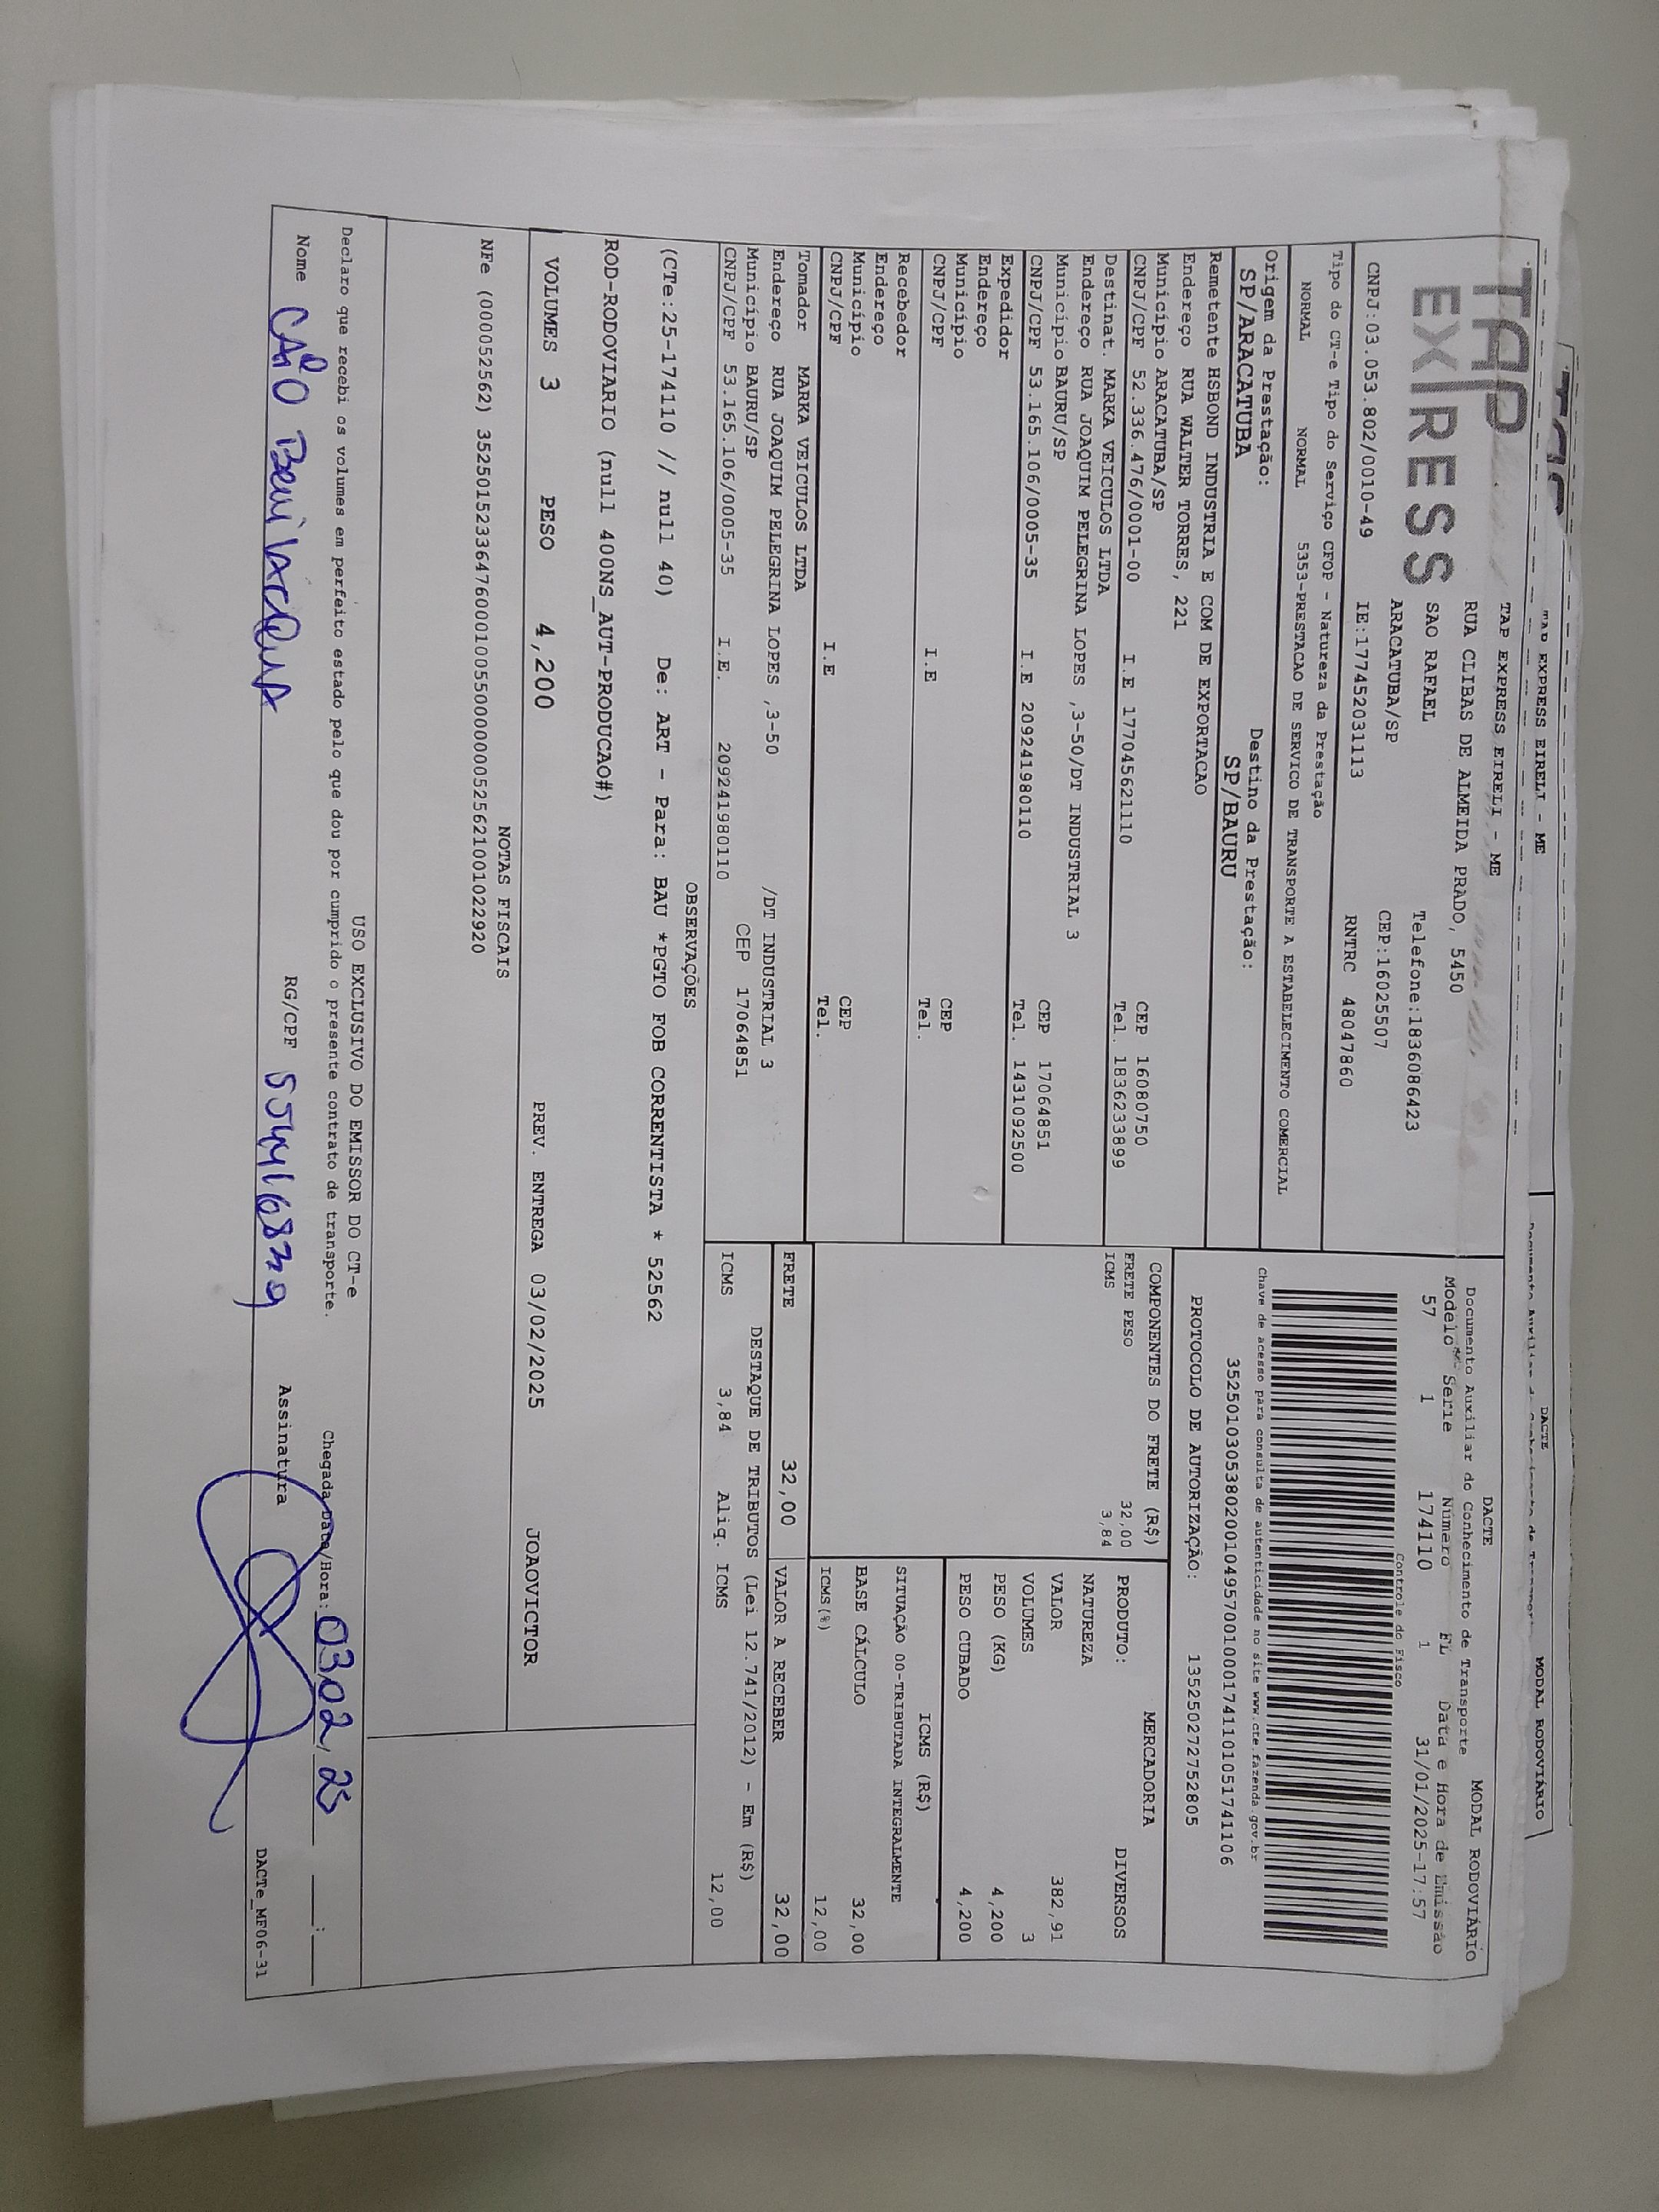 TAP EXPRESS EIRELI - ME
DACTE
MODAL RODOVIÁRIO
TAP
EXPRESS
TAP EXPRESS EIRELI - ME
RUA CLIBAS DE ALMEIDA PRADO, 5450
SAO RAFAEL
Telefone:1836086423
ARACATUBA/SP
CEP:16025507
CNPJ:03.053.802/0010-49
IE:177452031113
RNTRC 48047860
Tipo do CT-e Tipo do Serviço CFOP - Natureza da Prestação
NORMAL NORMAL 5353-PRESTACAO DE SERVICO DE TRANSPORTE A ESTABELECIMENTO COMERCIAL
Origem da Prestação: Destino da Prestação:
SP/ARACATUBA SP/BAURU
DACTE MODAL RODOVIÁRIO
Documento Auxiliar do Conhecimento de Transporte
Modelo Serie Número FL Data e Hora de Emissão
57 1 174110 1 31/01/2025-17:57
Controle do Fisco
Chave de acesso para consulta de autenticidade no site www.cte.fazenda.gov.br
35250103053802001049570010001741101051741106
PROTOCOLO DE AUTORIZAÇÃO: 135250272752805
Remetente HSBOND INDUSTRIA E COM DE EXPORTACAO
Endereço RUA WALTER TORRES, 221
Município ARACATUBA/SP CEP 16080750
CNPJ/CPF 52.336.476/0001-00 I.E 177045621110 Tel. 1836233899
Destinat. MARKA VEICULOS LTDA
Endereço RUA JOAQUIM PELEGRINA LOPES ,3-50/DT INDUSTRIAL 3
Município BAURU/SP CEP 17064851
CNPJ/CPF 53.165.106/0005-35 I.E 209241980110 Tel. 1431092500
Expedidor
Endereço
Município CEP
CNPJ/CPF I.E Tel.
Recebedor
Endereço
Município CEP
CNPJ/CPF I.E Tel.
Tomador MARKA VEICULOS LTDA
Endereço RUA JOAQUIM PELEGRINA LOPES ,3-50 /DT INDUSTRIAL 3
Município BAURU/SP CEP 17064851
CNPJ/CPF 53.165.106/0005-35 I.E. 209241980110
COMPONENTES DO FRETE (R$)
FRETE PESO 32,00
ICMS 3,84
MERCADORIA
PRODUTO: DIVERSOS
NATUREZA
VALOR 382,91
VOLUMES 3
PESO (KG) 4,200
PESO CUBADO 4,200
ICMS (R$)
SITUAÇÃO 00-TRIBUTADA INTEGRALMENTE
BASE CÁLCULO 32,00
ICMS(%) 12,00
FRETE 32,00 VALOR A RECEBER 32,00
DESTAQUE DE TRIBUTOS (Lei 12.741/2012) - Em (R$)
ICMS 3,84 Aliq. ICMS 12,00
OBSERVAÇÕES
(CTe:25-174110 // null 40) De: ART - Para: BAU *PGTO FOB CORRENTISTA * 52562
ROD-RODOVIARIO (null 400NS_AUT-PRODUCAO#)
VOLUMES 3 PESO 4,200 PREV. ENTREGA 03/02/2025 JOAOVICTOR
NOTAS FISCAIS
NFe (000052562) 35250152336476000100550000000525621001022920
USO EXCLUSIVO DO EMISSOR DO CT-e
Declaro que recebi os volumes em perfeito estado pelo que dou por cumprido o presente contrato de transporte.
Chegada Data/Hora: 03/02/25 :
Nome CAIO
RG/CPF
Assinatura
DACTe_MF06-31